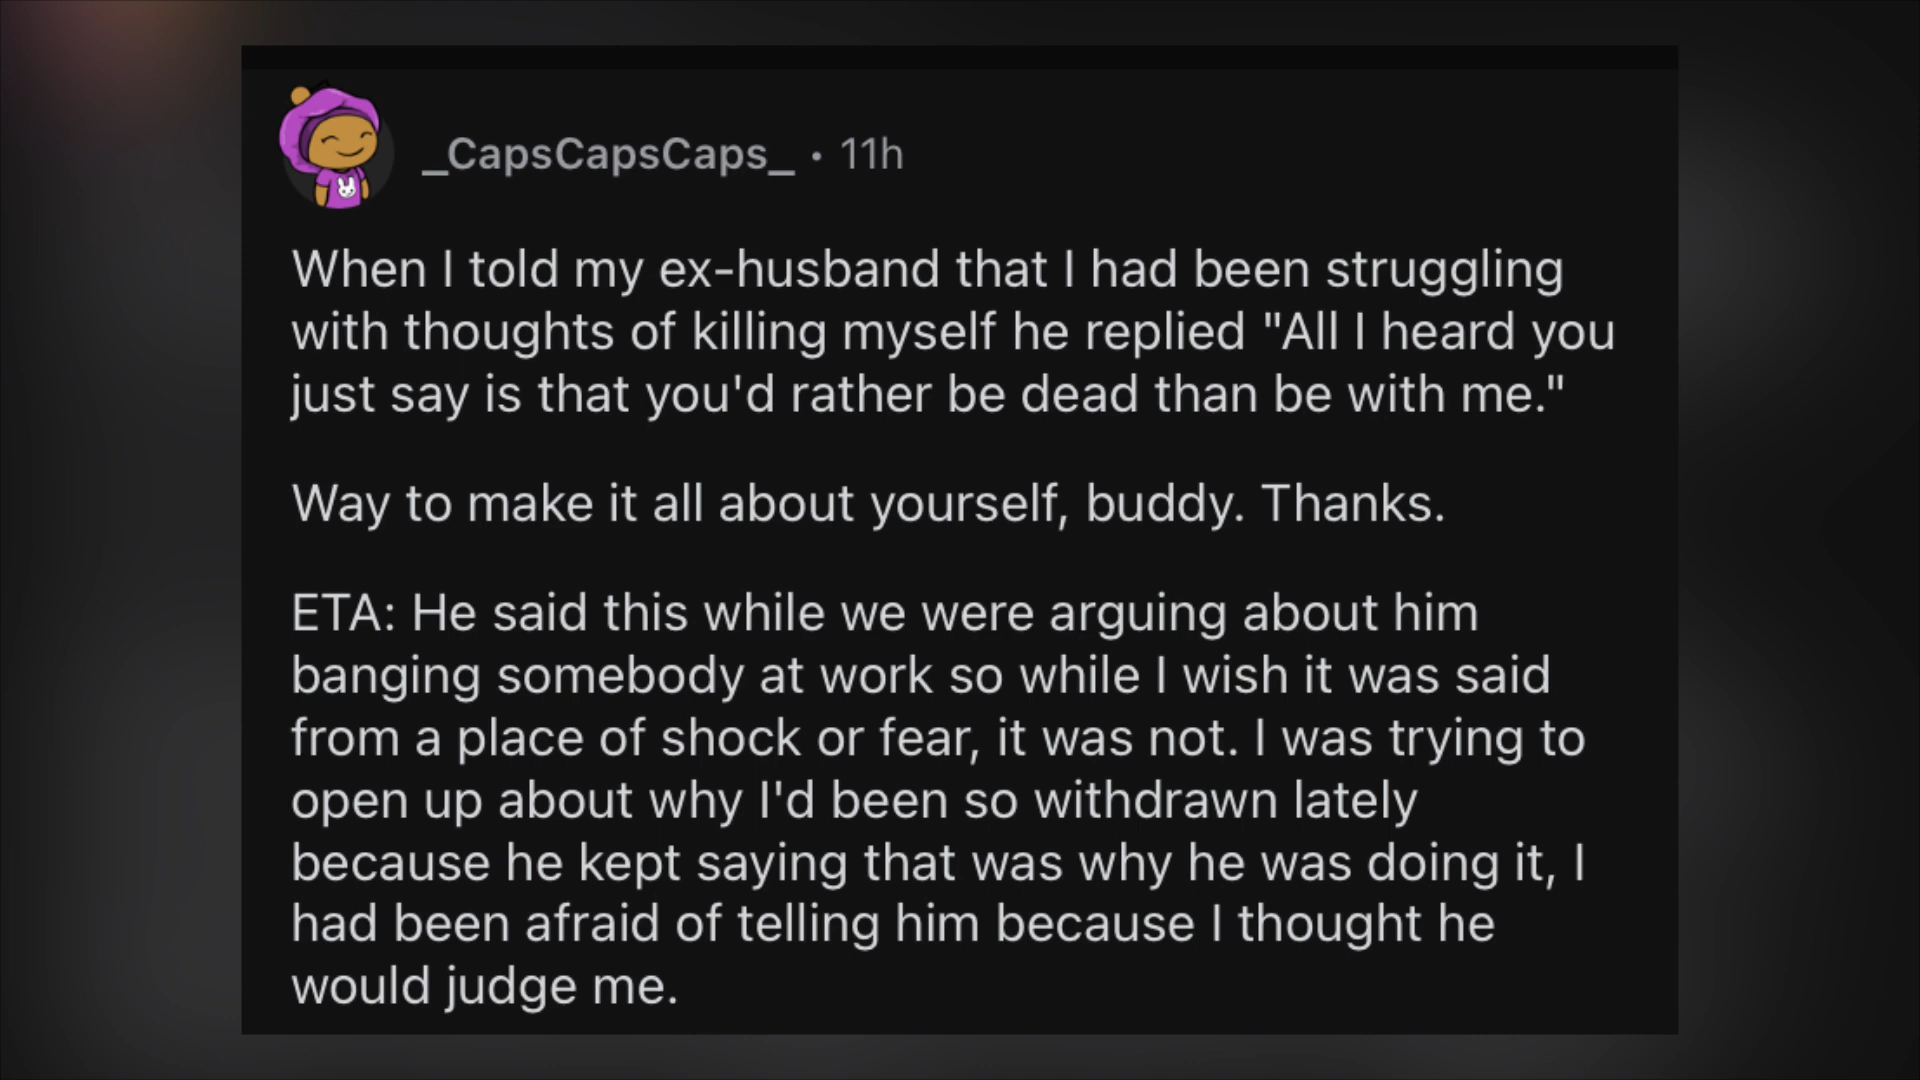 _CapsCapsCaps_ • 11h
When I told my ex-husband that I had been struggling
with thoughts of killing myself he replied "All I heard you
just say is that you'd rather be dead than be with me."
Way to make it all about yourself, buddy. Thanks.
ETA: He said this while we were arguing about him
banging somebody at work so while I wish it was said
from a place of shock or fear, it was not. I was trying to
open up about why I'd been so withdrawn lately
because he kept saying that was why he was doing it, I
had been afraid of telling him because I thought he
would judge me.